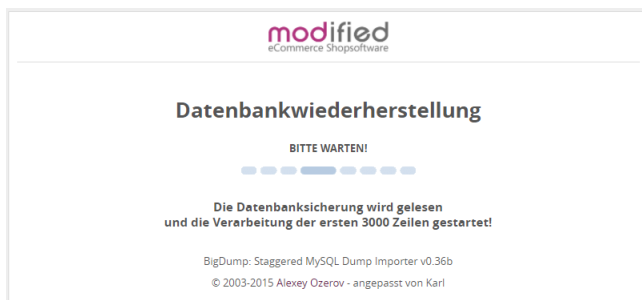 modified
eCommerce Shopsoftware
Datenbankwiederherstellung
BITTE WARTEN!
Die Datenbanksicherung wird gelesen
und die Verarbeitung der ersten 3000 Zeilen gestartet!
BigDump: Staggered MySQL Dump Importer v0.36b
© 2003-2015 Alexey Ozerov - angepasst von Karl